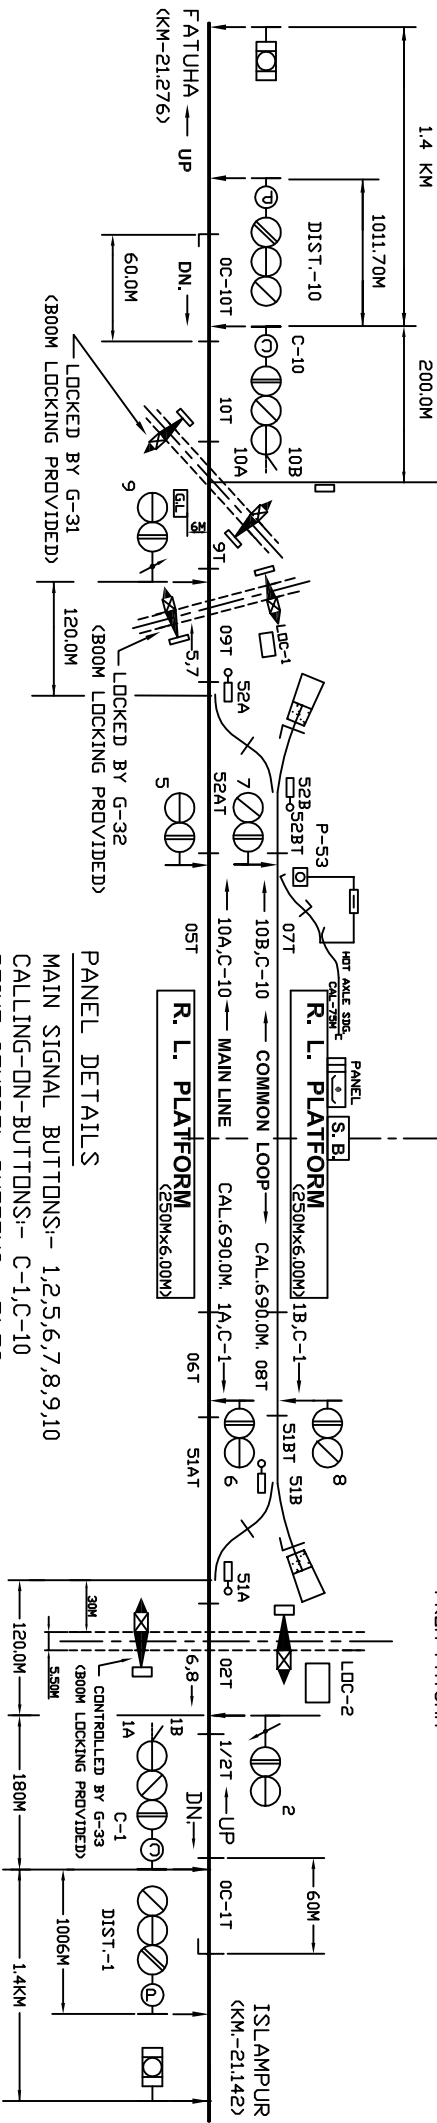 1.4 KM
1011.70M
200.0M
FATUHA
(KM-21.276)
UP
DN.
DIST.-10
P
0C-10T
60.0M
C-10
C
10T
10B
10A
LOCKED BY G-31
(BOOM LOCKING PROVIDED)
G.L
6M
9
9T
120.0M
LOC-1
09T
5,7
LOCKED BY G-32
(BOOM LOCKING PROVIDED)
52A
52AT
52B
52BT
5
7
P-53
HOT AXLE SDG.
CAL-75M
07T
05T
10B,C-10
COMMON LOOP
CAL.690.0M.
08T
10A,C-10
MAIN LINE
CAL.690.0M.
1A,C-1
PANEL
S. B.
R. L. PLATFORM
(250M×6.00M)
1B,C-1
R. L. PLATFORM
(250M×6.00M)
06T
8
6
51BT
51B
51AT
51A
30M
120.0M
5.50M
LOC-2
02T
6,8
CONTROLLED BY G-33
(BOOM LOCKING PROVIDED)
2
1/2T
UP
DN.
1B
1A
C-1
C
180M
0C-1T
60M
DIST.-1
P
1006M
1.4KM
ISLAMPUR
(KM.-21.142)
PANEL DETAILS
MAIN SIGNAL BUTTONS:- 1,2,5,6,7,8,9,10
CALLING-ON-BUTTONS:- C-1,C-10